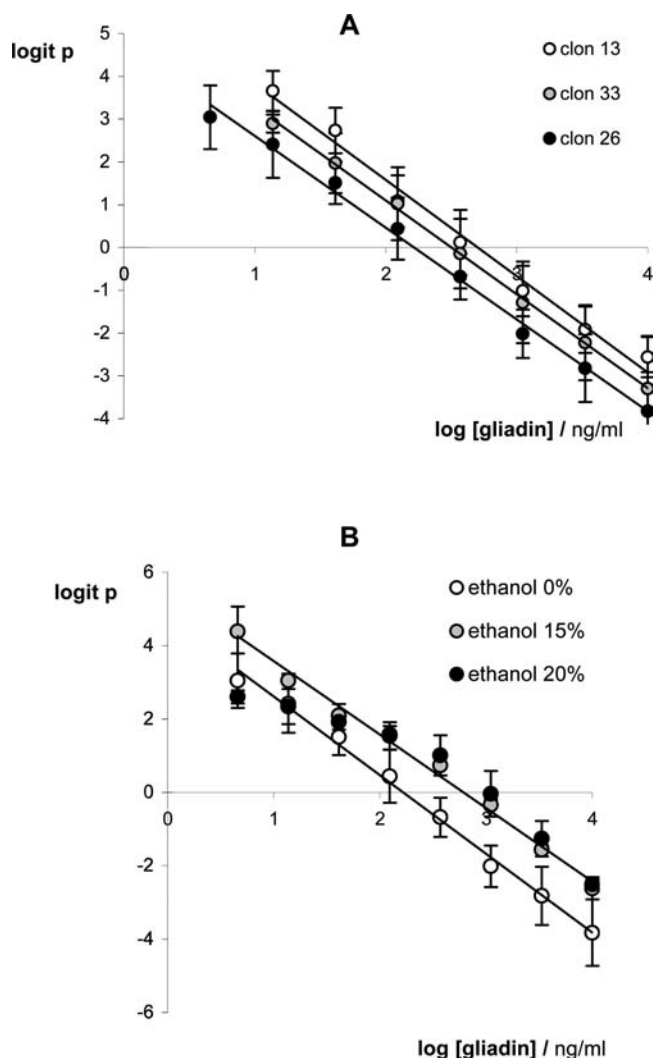 A
logit p
5
4
3
2
1
0
-1
-2
-3
-4
0
1
2
3
4
clon 13
clon 33
clon 26
log [gliadin] / ng/ml
B
logit p
6
4
2
0
-2
-4
-6
0
1
2
3
4
ethanol 0%
ethanol 15%
ethanol 20%
log [gliadin] / ng/ml